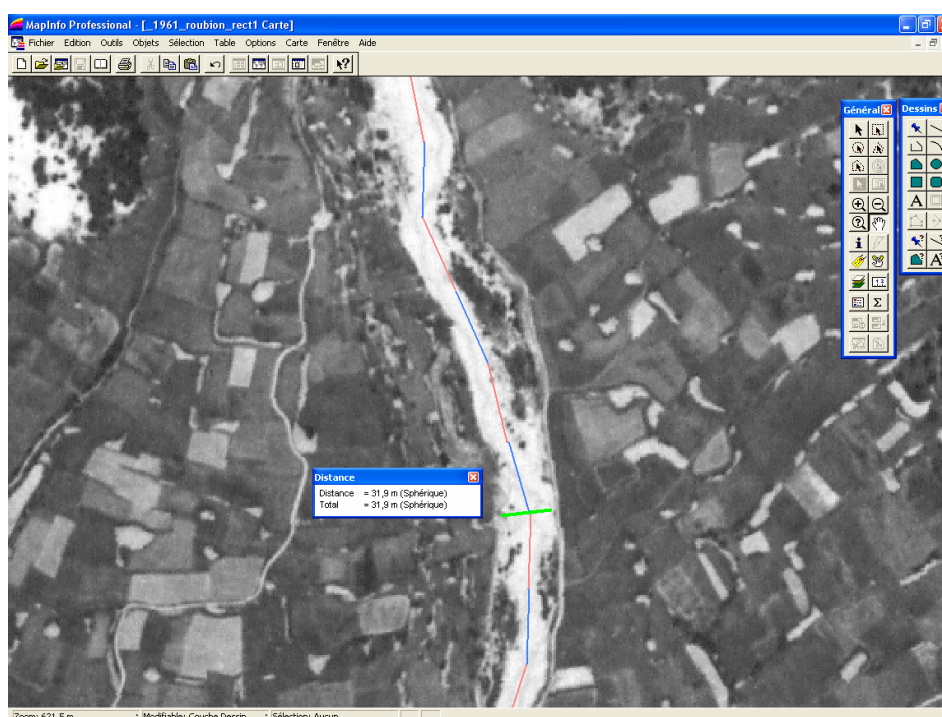 MapInfo Professional - [_1961_roubion_rect1 Carte]
Fichier Edition Outils Objets Sélection Table Options Carte Fenêtre Aide
Général
Dessins
Distance
Distance = 31,9 m (Sphérique)
Total = 31,9 m (Sphérique)
Zoom: 621,5 m Modifiable: Couche Dessin Sélection: Aucun